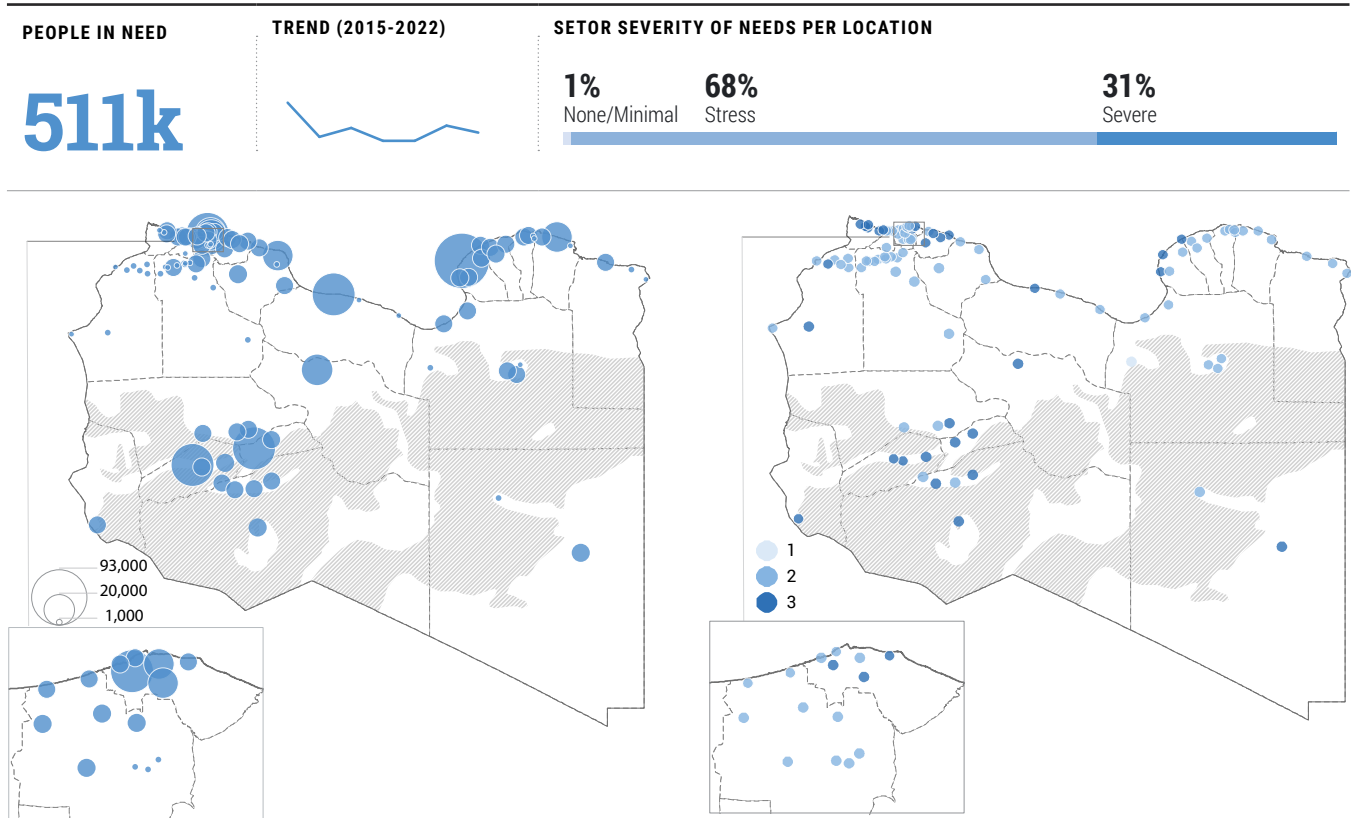 PEOPLE IN NEED
511k
TREND (2015-2022)
SETOR SEVERITY OF NEEDS PER LOCATION
1%
None/Minimal
68%
Stress
31%
Severe
93,000
20,000
1,000
1
2
3